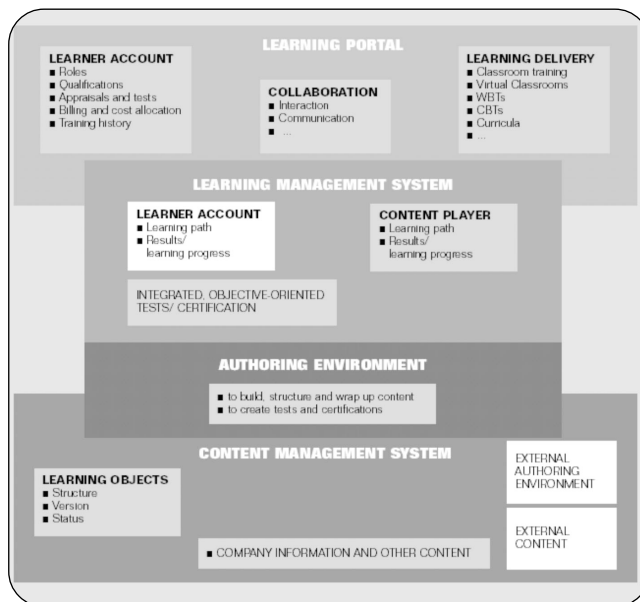 LEARNING PORTAL
LEARNER ACCOUNT
■ Roles
■ Qualifications
■ Appraisals and tests
■ Billing and cost allocation
■ Training history
COLLABORATION
■ Interaction
■ Communication
■ ...
LEARNING DELIVERY
■ Classroom training
■ Virtual Classrooms
■ WBTs
■ CBTs
■ Curricula
■ ...
LEARNING MANAGEMENT SYSTEM
LEARNER ACCOUNT
■ Learning path
■ Results/
learning progress
CONTENT PLAYER
■ Learning path
■ Results/
learning progress
INTEGRATED, OBJECTIVE-ORIENTED
TESTS/ CERTIFICATION
AUTHORING ENVIRONMENT
■ to build, structure and wrap up content
■ to create tests and certifications
CONTENT MANAGEMENT SYSTEM
LEARNING OBJECTS
■ Structure
■ Version
■ Status
EXTERNAL
AUTHORING
ENVIRONMENT
EXTERNAL
CONTENT
■ COMPANY INFORMATION AND OTHER CONTENT